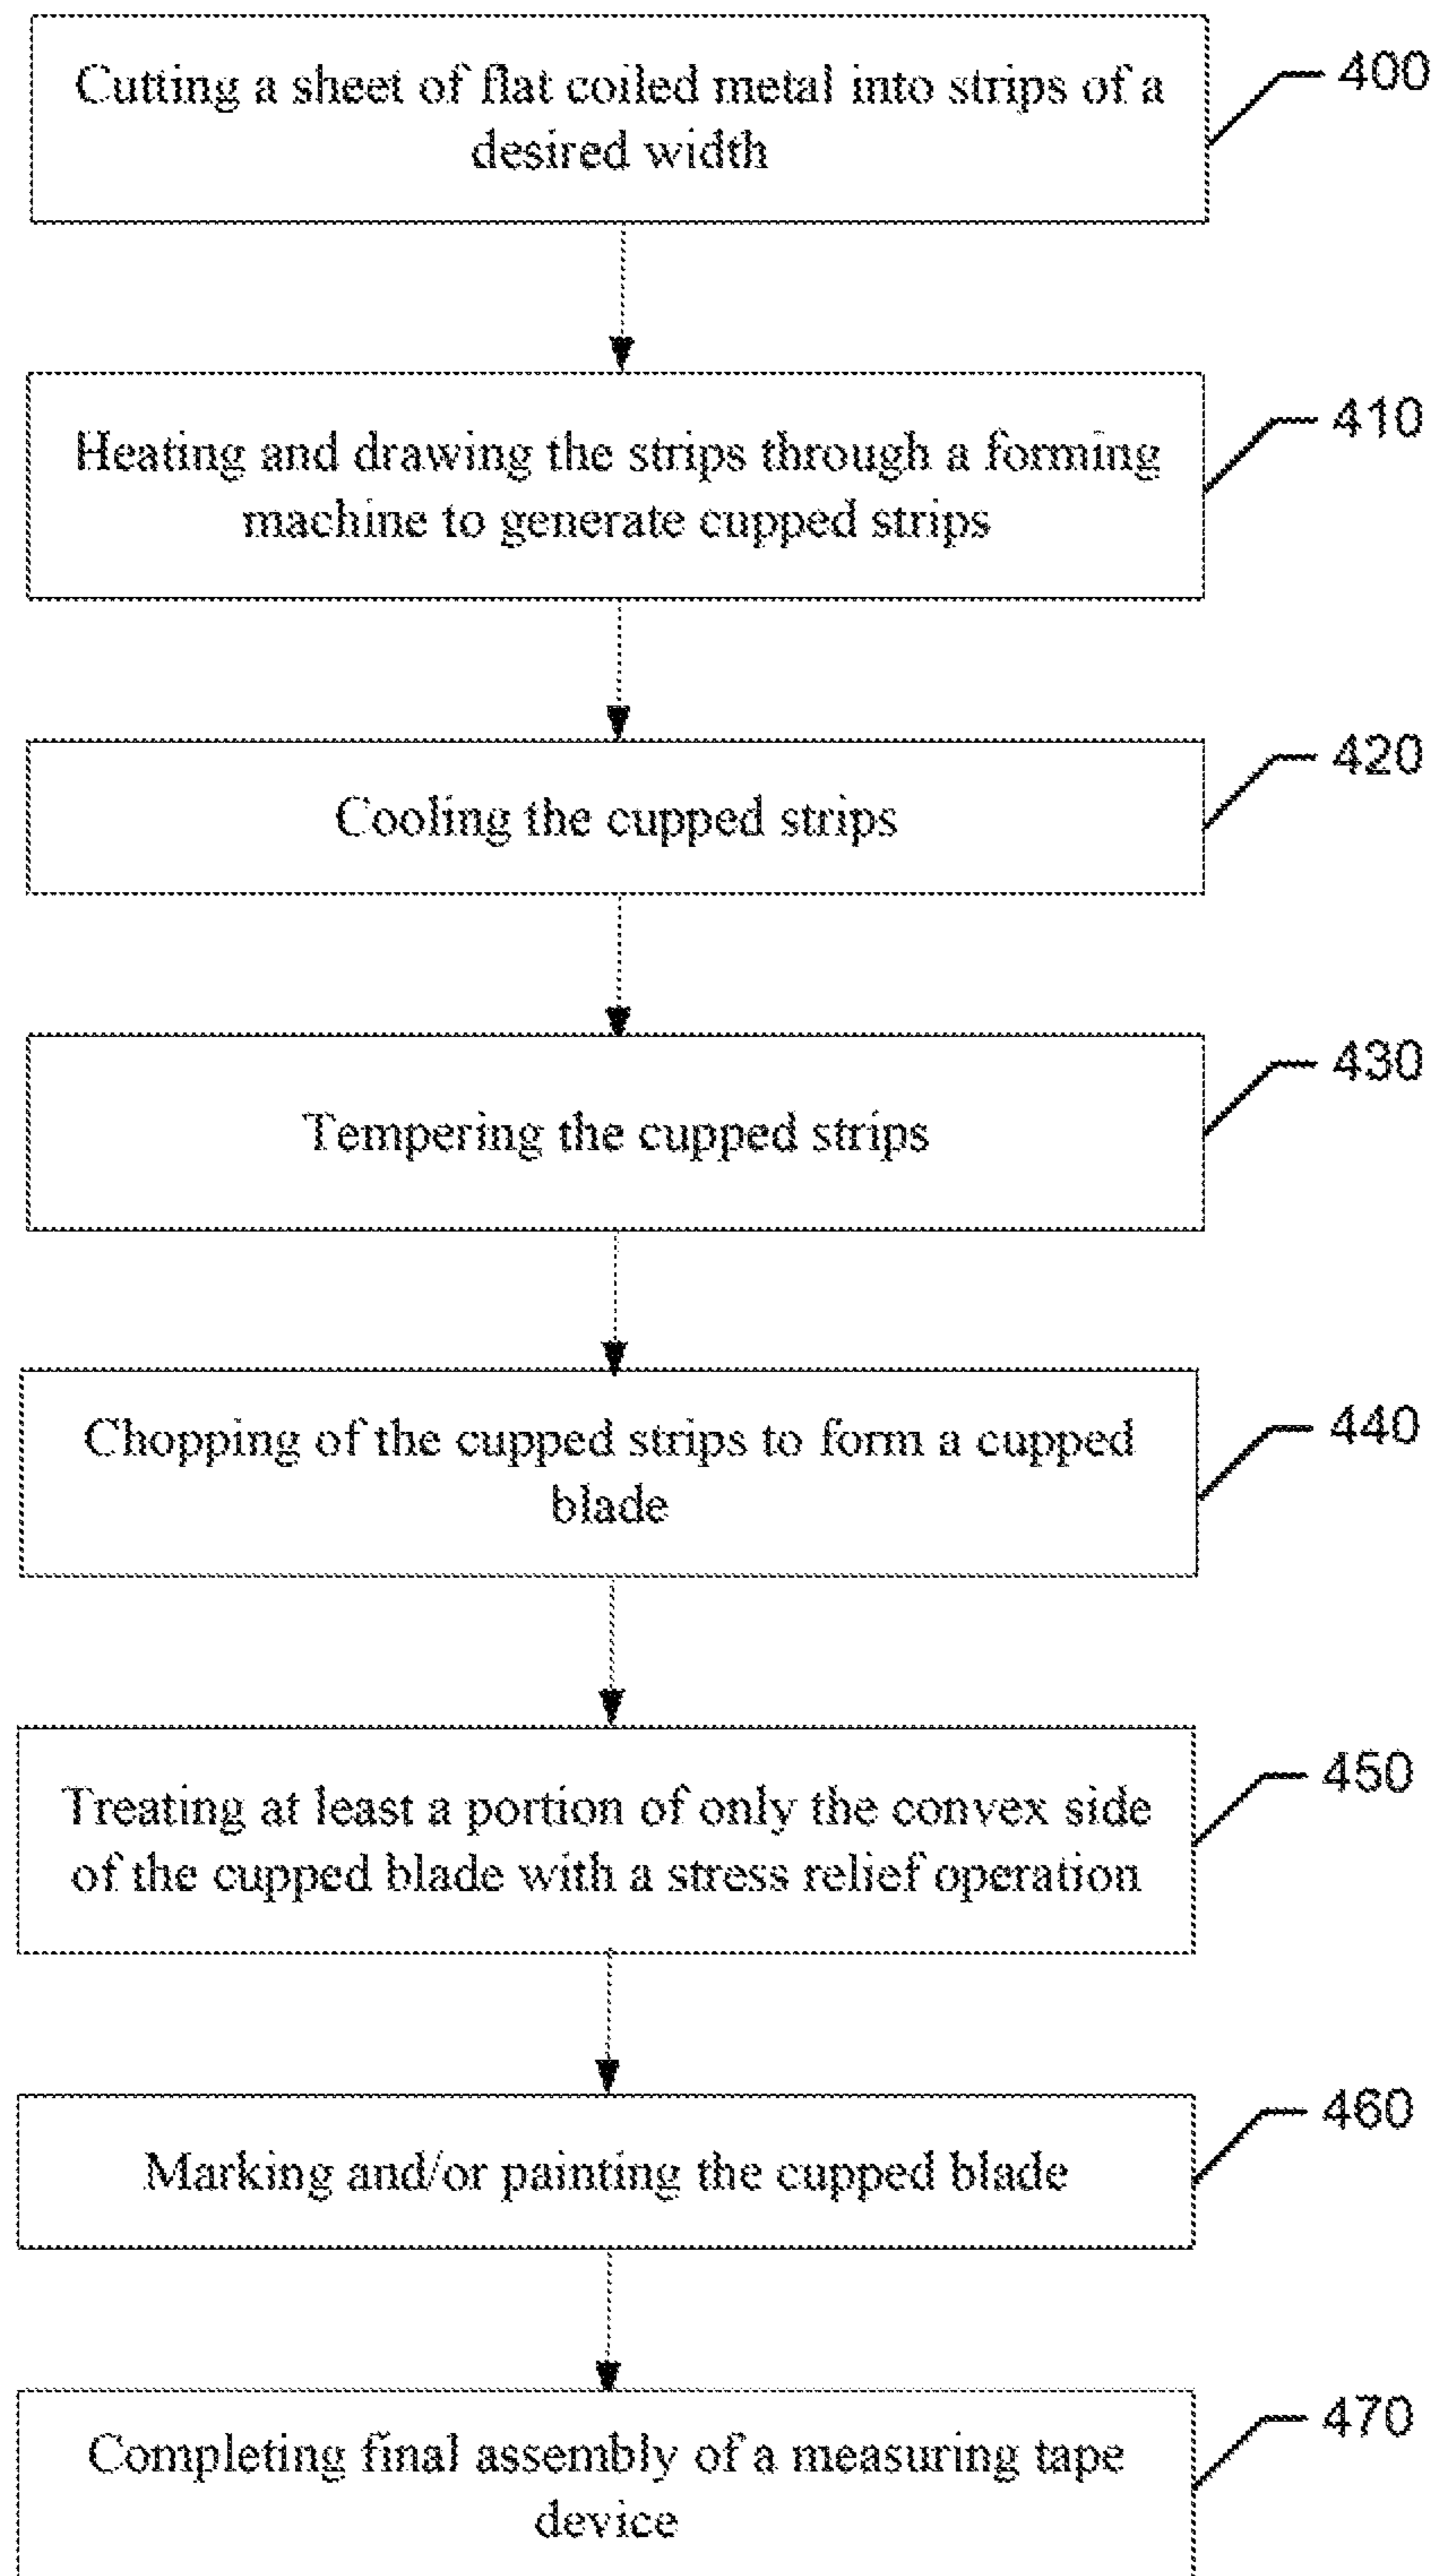 Cutting a sheet of flat coiled metal into strips of a
desired width
400
Heating and drawing the strips through a forming
machine to generate cupped strips
410
Cooling the cupped strips
420
Tempering the cupped strips
430
Chopping of the cupped strips to form a cupped
blade
440
Treating at least a portion of only the convex side
of the cupped blade with a stress relief operation
450
Marking and/or painting the cupped blade
460
Completing final assembly of a measuring tape
device
470